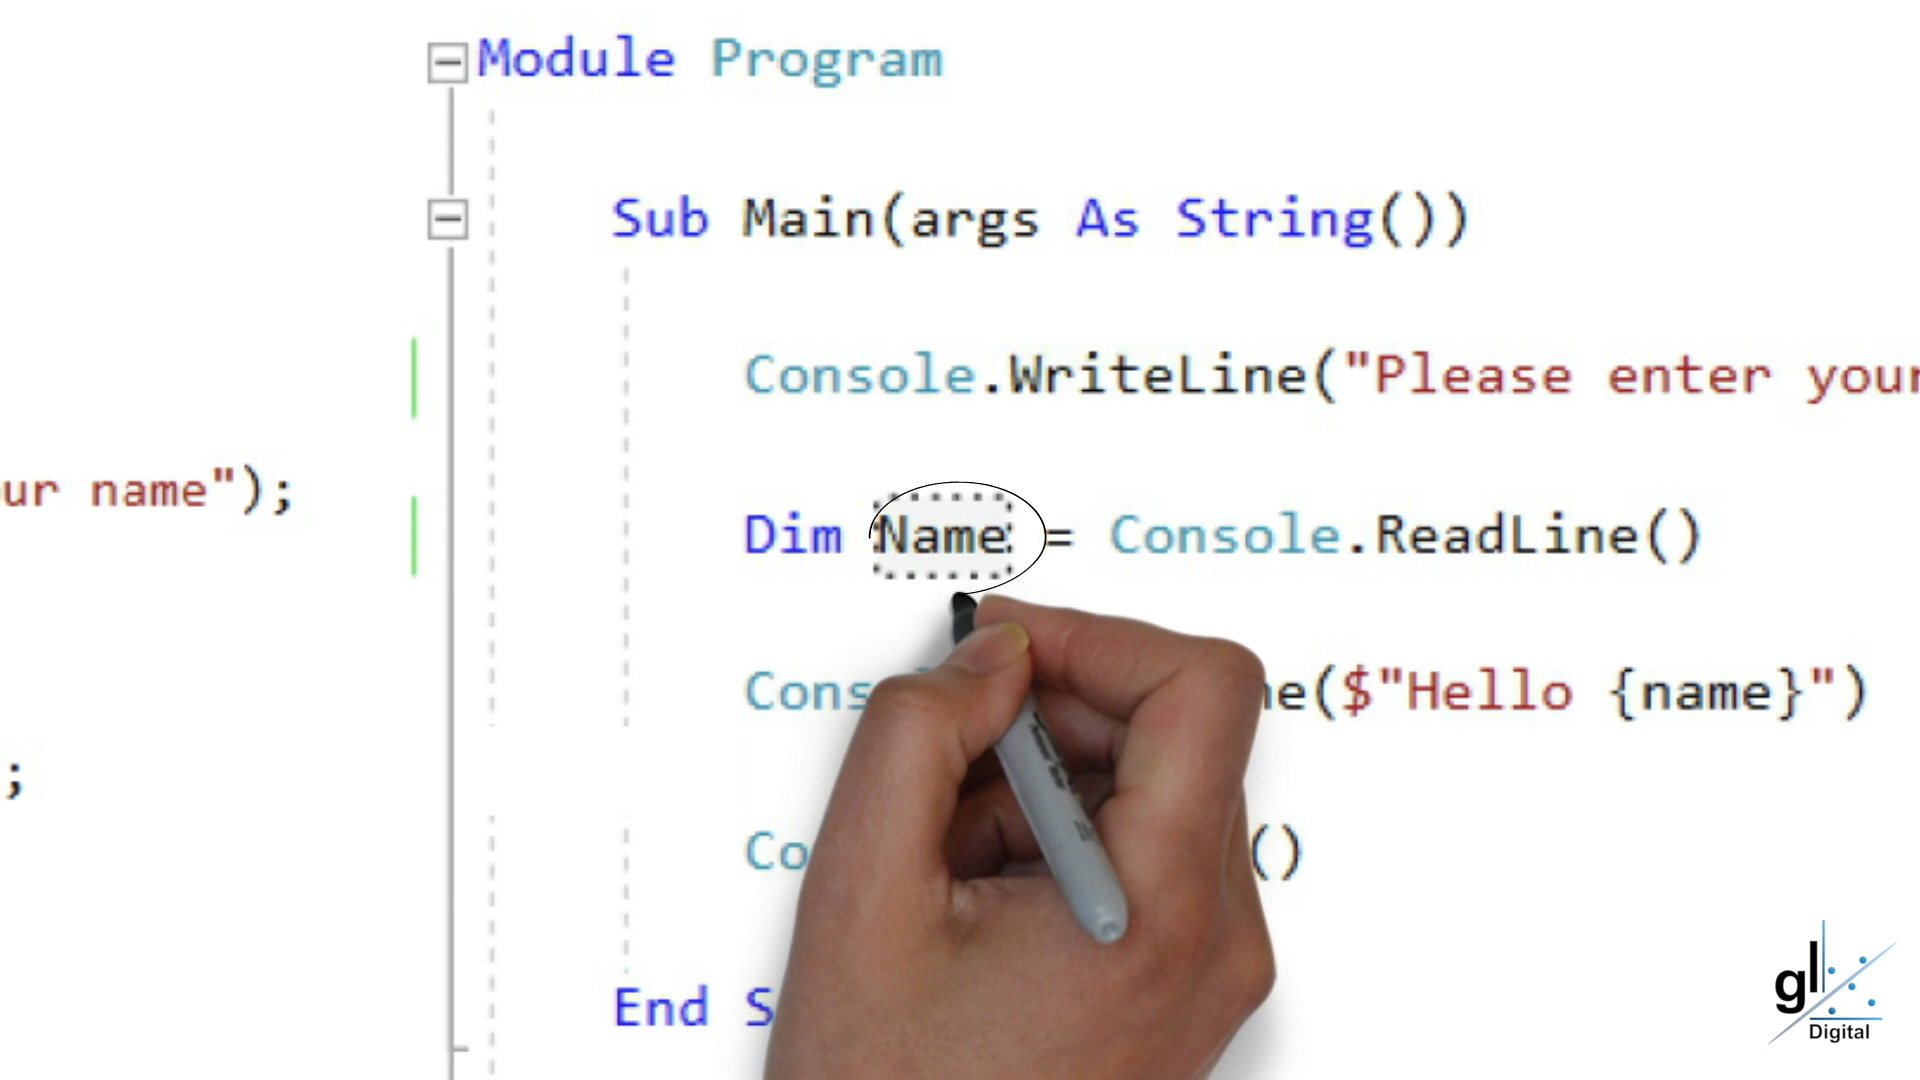 Module Program
Sub Main(args As String())
Console.WriteLine("Please enter your
ur name");
Dim Name = Console.ReadLine()
Cons ne($"Hello {name}")
;
Co ()
End S
gl
Digital